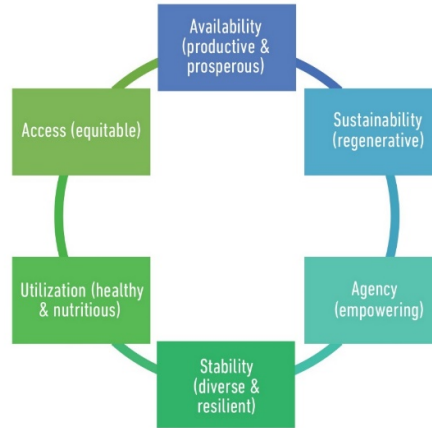 Availability
(productive &
prosperous)
Sustainability
(regenerative)
Agency
(empowering)
Stability
(diverse &
resilient)
Utilization (healthy
& nutritious)
Access (equitable)